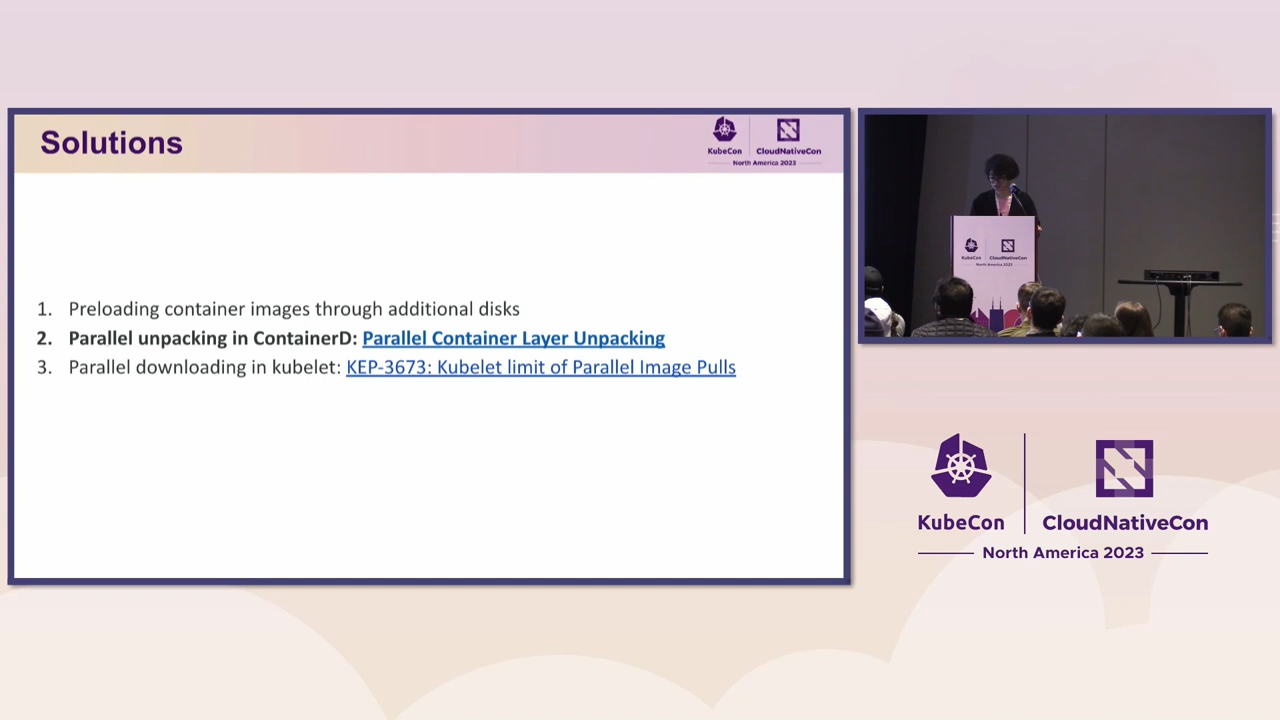 Solutions
KubeCon
CloudNativeCon
North America 2023
1. Preloading container images through additional disks
2. Parallel unpacking in ContainerD: Parallel Container Layer Unpacking
3. Parallel downloading in kubelet: KEP-3673: Kubelet limit of Parallel Image Pulls
KubeCon
CloudNativeCon
North America 2023
KubeCon
CloudNativeCon
North America 2023